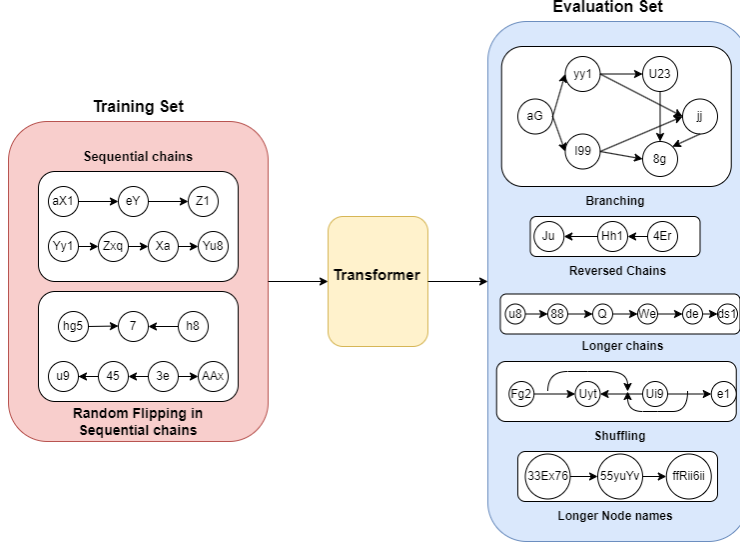 Training Set
Sequential chains
aX1 eY Z1
Yy1 Zxq Xa Yu8
hg5 7 h8
u9 45 3e AAx
Random Flipping in
Sequential chains
Transformer
Evaluation Set
yy1 U23
aG jj
I99 8g
Branching
Ju Hh1 4Er
Reversed Chains
u8 88 Q We de ds1
Longer chains
Fg2 Uyt Ui9 e1
Shuffling
33Ex76 55yuYv ffRii6ii
Longer Node names